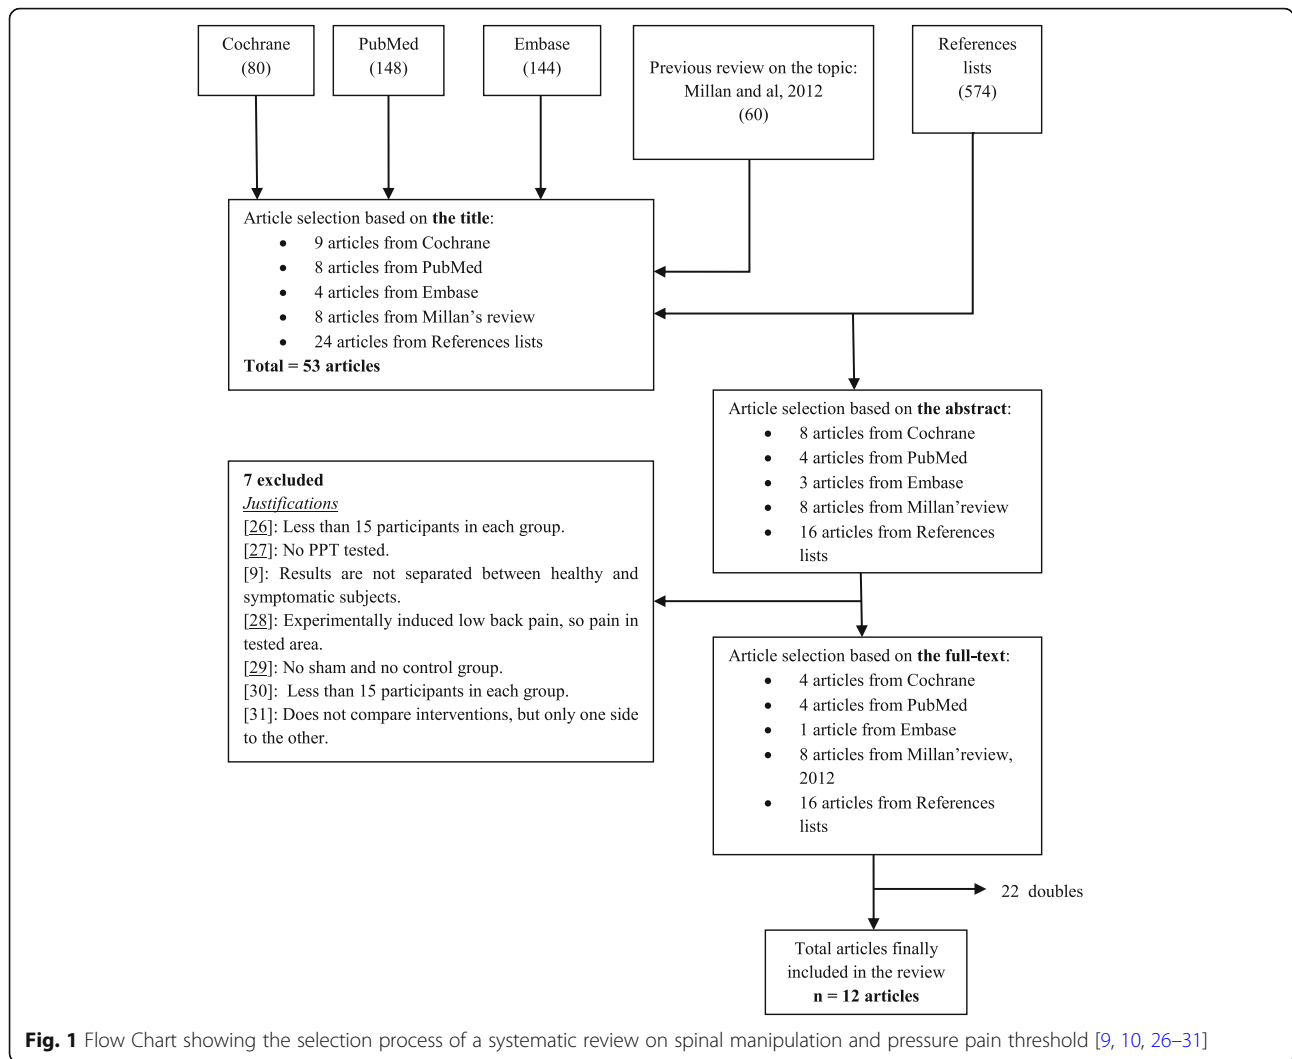 Cochrane
(80)
PubMed
(148)
Embase
(144)
Previous review on the topic:
Millan and al, 2012
(60)
References
lists
(574)
Article selection based on the title:
• 9 articles from Cochrane
• 8 articles from PubMed
• 4 articles from Embase
• 8 articles from Millan's review
• 24 articles from References lists
Total = 53 articles
Article selection based on the abstract:
• 8 articles from Cochrane
• 4 articles from PubMed
• 3 articles from Embase
• 8 articles from Millan'review
• 16 articles from References
lists
7 excluded
Justifications
[26]: Less than 15 participants in each group.
[27]: No PPT tested.
[9]: Results are not separated between healthy and
symptomatic subjects.
[28]: Experimentally induced low back pain, so pain in
tested area.
[29]: No sham and no control group.
[30]: Less than 15 participants in each group.
[31]: Does not compare interventions, but only one side
to the other.
Article selection based on the full-text:
• 4 articles from Cochrane
• 4 articles from PubMed
• 1 article from Embase
• 8 articles from Millan'review,
2012
• 16 articles from References
lists
22 doubles
Total articles finally
included in the review
n = 12 articles
Fig. 1 Flow Chart showing the selection process of a systematic review on spinal manipulation and pressure pain threshold [9, 10, 26–31]